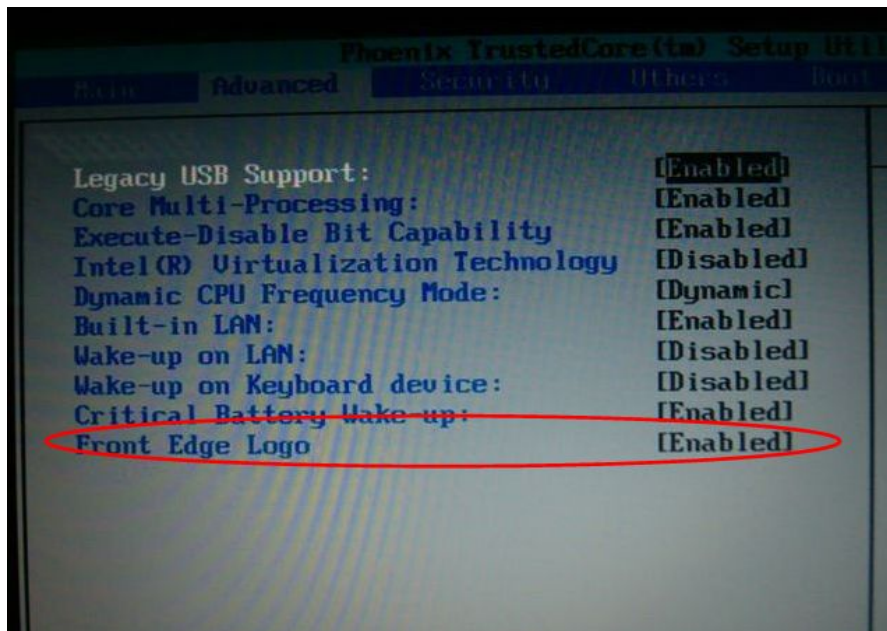 Phoenix TrustedCore(tm) Setup Util
Main Advanced Security Others Boot
Legacy USB Support: [Enabled]
Core Multi-Processing: [Enabled]
Execute-Disable Bit Capability [Enabled]
Intel(R) Virtualization Technology [Disabled]
Dynamic CPU Frequency Mode: [Dynamic]
Built-in LAN: [Enabled]
Wake-up on LAN: [Disabled]
Wake-up on Keyboard device: [Disabled]
Critical Battery Wake-up: [Enabled]
Front Edge Logo [Enabled]